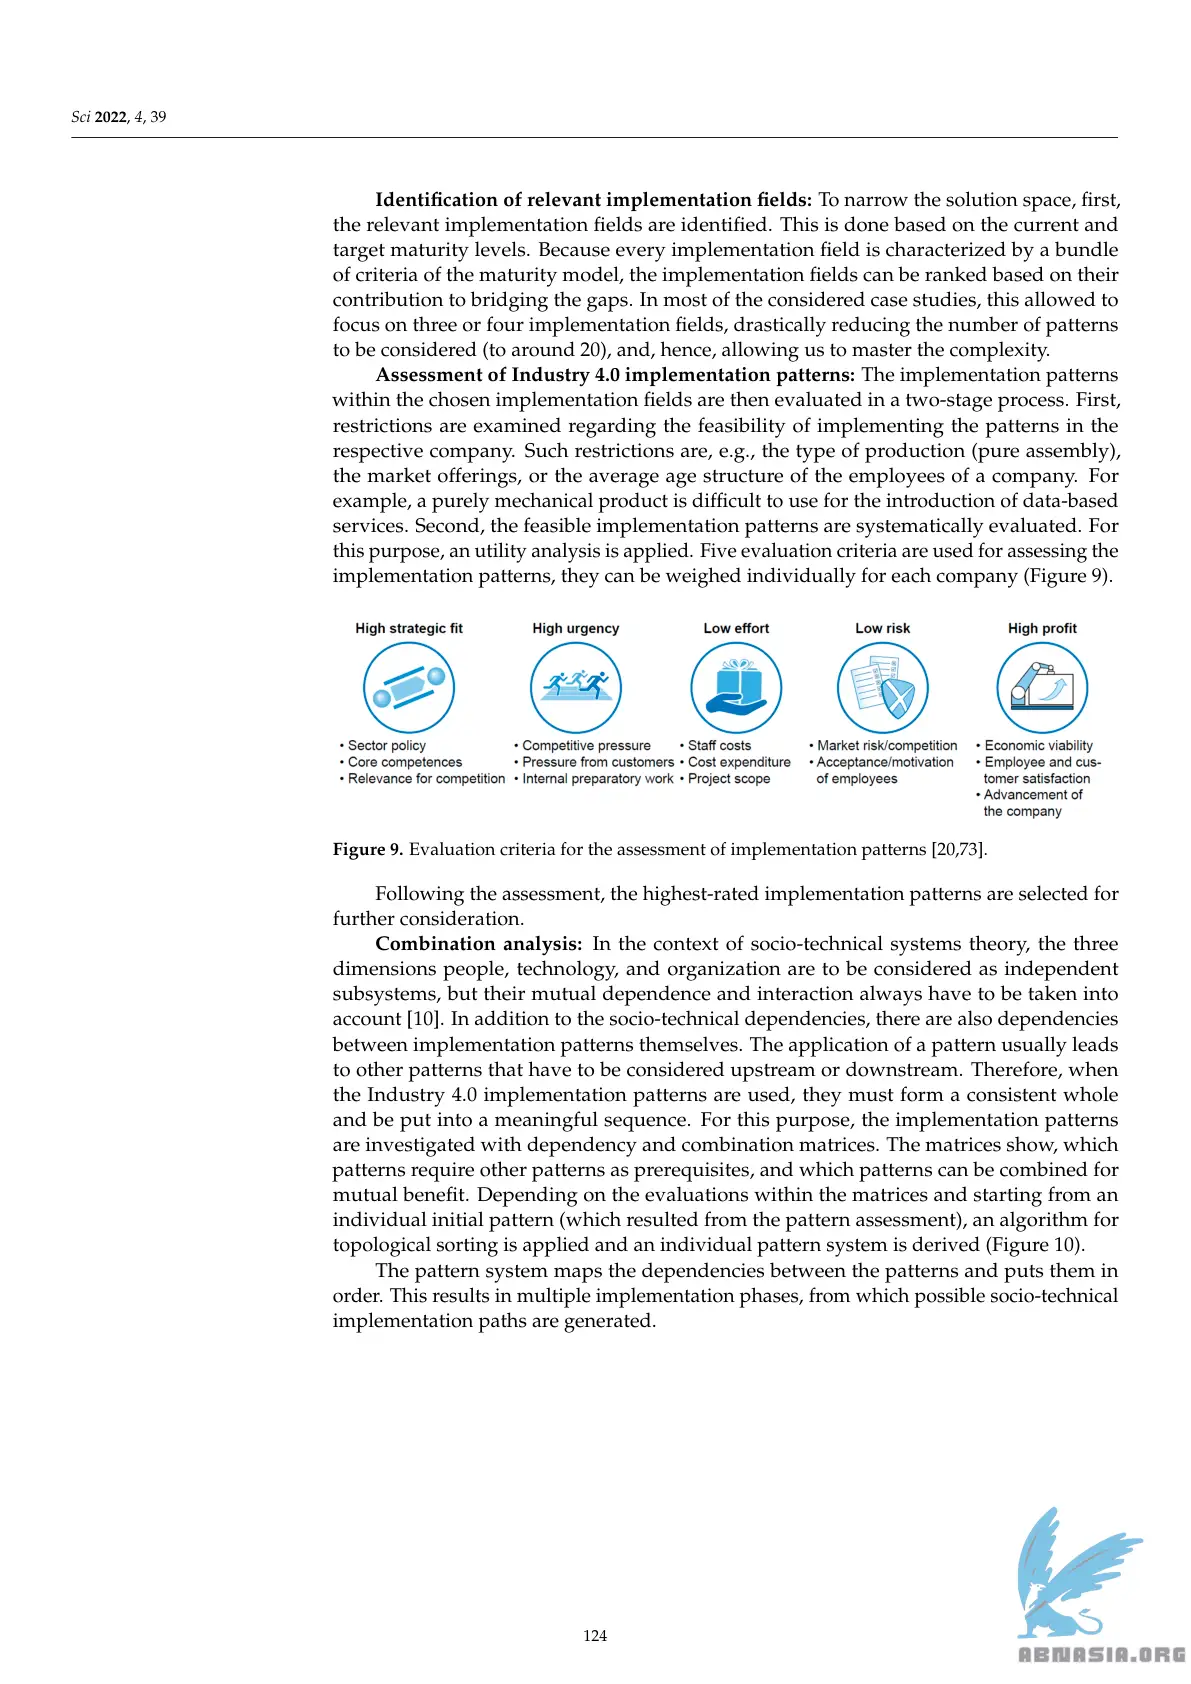 Sci 2022, 4, 39
Identification of relevant implementation fields: To narrow the solution space, first,
the relevant implementation fields are identified. This is done based on the current and
target maturity levels. Because every implementation field is characterized by a bundle
of criteria of the maturity model, the implementation fields can be ranked based on their
contribution to bridging the gaps. In most of the considered case studies, this allowed to
focus on three or four implementation fields, drastically reducing the number of patterns
to be considered (to around 20), and, hence, allowing us to master the complexity.
Assessment of Industry 4.0 implementation patterns: The implementation patterns
within the chosen implementation fields are then evaluated in a two-stage process. First,
restrictions are examined regarding the feasibility of implementing the patterns in the
respective company. Such restrictions are, e.g., the type of production (pure assembly),
the market offerings, or the average age structure of the employees of a company. For
example, a purely mechanical product is difficult to use for the introduction of data-based
services. Second, the feasible implementation patterns are systematically evaluated. For
this purpose, an utility analysis is applied. Five evaluation criteria are used for assessing the
implementation patterns, they can be weighed individually for each company (Figure 9).
High strategic fit
• Sector policy
• Core competences
• Relevance for competition
High urgency
• Competitive pressure
• Pressure from customers
• Internal preparatory work
Low effort
• Staff costs
• Cost expenditure
• Project scope
Low risk
• Market risk/competition
• Acceptance/motivation
of employees
High profit
• Economic viability
• Employee and cus-
tomer satisfaction
• Advancement of
the company
Figure 9. Evaluation criteria for the assessment of implementation patterns [20,73].
Following the assessment, the highest-rated implementation patterns are selected for
further consideration.
Combination analysis: In the context of socio-technical systems theory, the three
dimensions people, technology, and organization are to be considered as independent
subsystems, but their mutual dependence and interaction always have to be taken into
account [10]. In addition to the socio-technical dependencies, there are also dependencies
between implementation patterns themselves. The application of a pattern usually leads
to other patterns that have to be considered upstream or downstream. Therefore, when
the Industry 4.0 implementation patterns are used, they must form a consistent whole
and be put into a meaningful sequence. For this purpose, the implementation patterns
are investigated with dependency and combination matrices. The matrices show, which
patterns require other patterns as prerequisites, and which patterns can be combined for
mutual benefit. Depending on the evaluations within the matrices and starting from an
individual initial pattern (which resulted from the pattern assessment), an algorithm for
topological sorting is applied and an individual pattern system is derived (Figure 10).
The pattern system maps the dependencies between the patterns and puts them in
order. This results in multiple implementation phases, from which possible socio-technical
implementation paths are generated.
124
ABNASIA.ORG